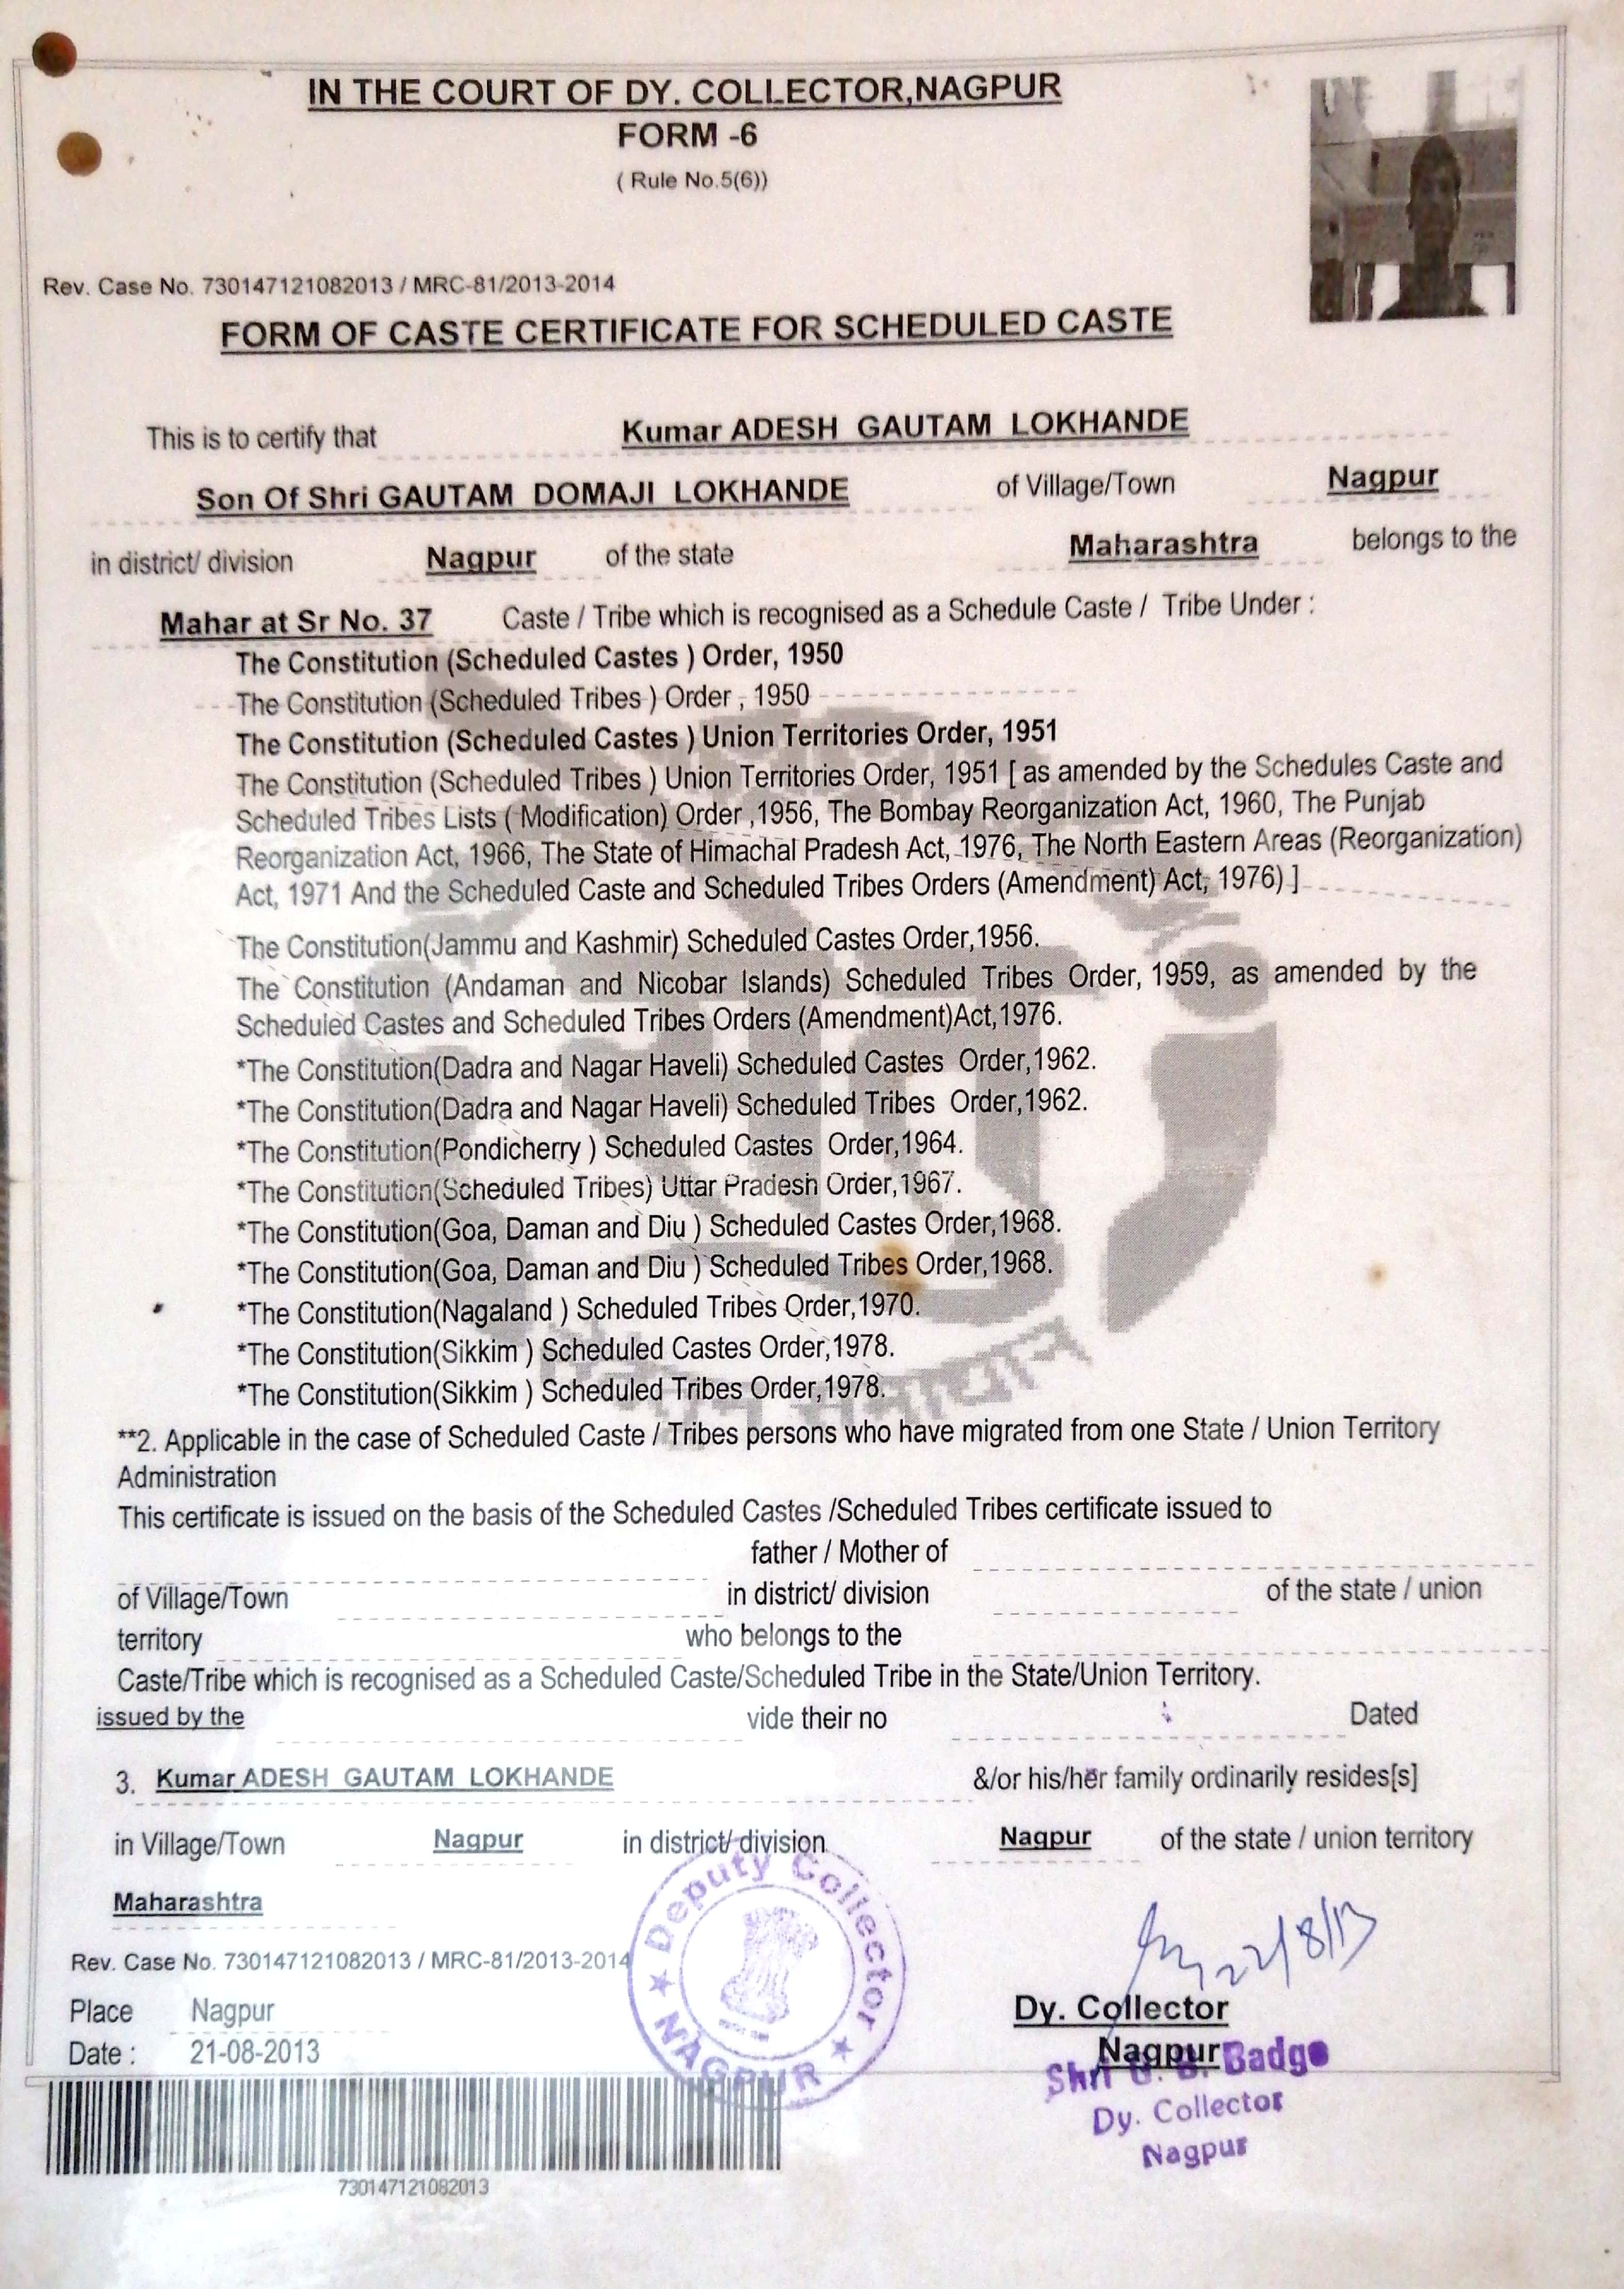 IN THE COURT OF DY. COLLECTOR,NAGPUR
FORM -6
( Rule No.5(6))
Rev. Case No. 730147121082013 / MRC-81/2013-2014
FORM OF CASTE CERTIFICATE FOR SCHEDULED CASTE
This is to certify that Kumar ADESH GAUTAM LOKHANDE
Son Of Shri GAUTAM DOMAJI LOKHANDE of Village/Town Nagpur
in district/ division Nagpur of the state Maharashtra belongs to the
Mahar at Sr No. 37 Caste / Tribe which is recognised as a Schedule Caste / Tribe Under :
The Constitution (Scheduled Castes ) Order, 1950
The Constitution (Scheduled Tribes ) Order , 1950
The Constitution (Scheduled Castes ) Union Territories Order, 1951
The Constitution (Scheduled Tribes ) Union Territories Order, 1951 [ as amended by the Schedules Caste and
Scheduled Tribes Lists ( Modification) Order ,1956, The Bombay Reorganization Act, 1960, The Punjab
Reorganization Act, 1966, The State of Himachal Pradesh Act, 1976, The North Eastern Areas (Reorganization)
Act, 1971 And the Scheduled Caste and Scheduled Tribes Orders (Amendment) Act, 1976) ]
The Constitution(Jammu and Kashmir) Scheduled Castes Order,1956.
The Constitution (Andaman and Nicobar Islands) Scheduled Tribes Order, 1959, as amended by the
Scheduled Castes and Scheduled Tribes Orders (Amendment)Act,1976.
*The Constitution(Dadra and Nagar Haveli) Scheduled Castes Order,1962.
*The Constitution(Dadra and Nagar Haveli) Scheduled Tribes Order,1962.
*The Constitution(Pondicherry ) Scheduled Castes Order,1964.
*The Constitution(Scheduled Tribes) Uttar Pradesh Order,1967.
*The Constitution(Goa, Daman and Diu ) Scheduled Castes Order,1968.
*The Constitution(Goa, Daman and Diu ) Scheduled Tribes Order,1968.
*The Constitution(Nagaland ) Scheduled Tribes Order,1970.
*The Constitution(Sikkim ) Scheduled Castes Order,1978.
*The Constitution(Sikkim ) Scheduled Tribes Order,1978.
समाधान
**2. Applicable in the case of Scheduled Caste / Tribes persons who have migrated from one State / Union Territory
Administration
This certificate is issued on the basis of the Scheduled Castes /Scheduled Tribes certificate issued to
father / Mother of
of Village/Town in district/ division of the state / union
territory who belongs to the
Caste/Tribe which is recognised as a Scheduled Caste/Scheduled Tribe in the State/Union Territory.
issued by the vide their no Dated
3. Kumar ADESH GAUTAM LOKHANDE &/or his/her family ordinarily resides[s]
in Village/Town Nagpur in district/ division Nagpur of the state / union territory
Maharashtra
Rev. Case No. 730147121082013 / MRC-81/2013-2014
Deputy Collector
NAGPUR
22/8/13
Place Nagpur
Date : 21-08-2013
Dy. Collector
Nagpur
Shri G. B. Badge
Dy. Collector
Nagpur
730147121082013